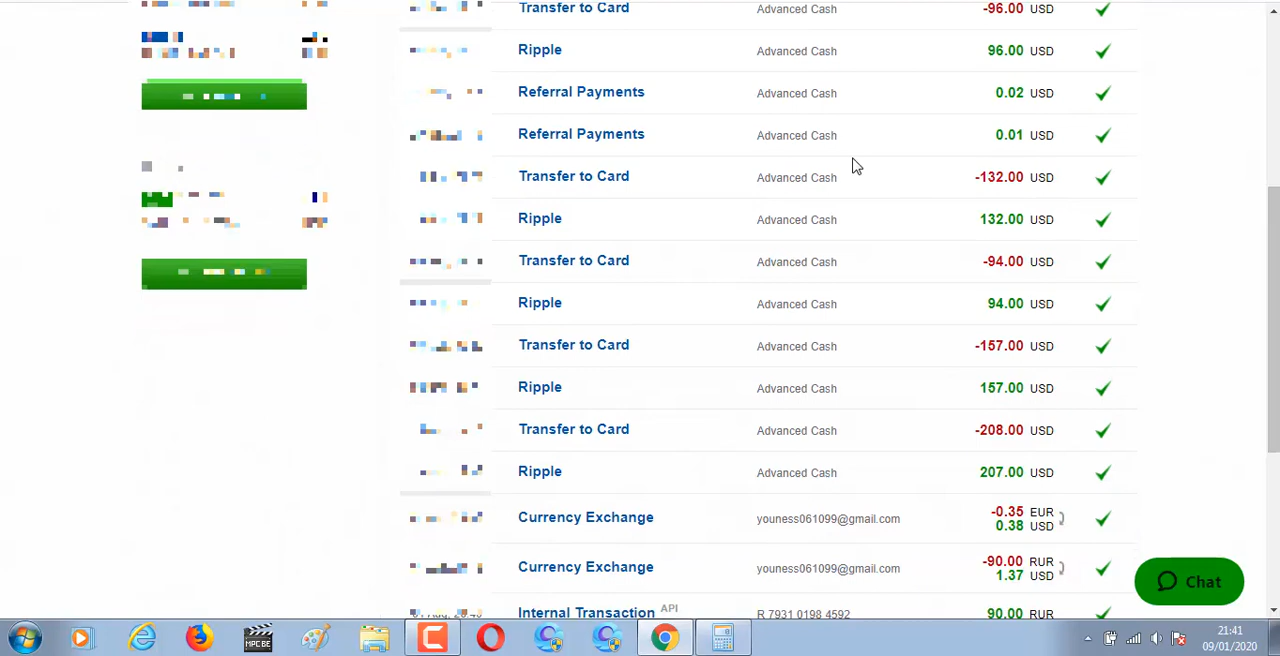 Transfer to Card Advanced Cash -96.00 USD
Ripple Advanced Cash 96.00 USD
Referral Payments Advanced Cash 0.02 USD
Referral Payments Advanced Cash 0.01 USD
Transfer to Card Advanced Cash -132.00 USD
Ripple Advanced Cash 132.00 USD
Transfer to Card Advanced Cash -94.00 USD
Ripple Advanced Cash 94.00 USD
Transfer to Card Advanced Cash -157.00 USD
Ripple Advanced Cash 157.00 USD
Transfer to Card Advanced Cash -208.00 USD
Ripple Advanced Cash 207.00 USD
Currency Exchange youness061099@gmail.com -0.35 EUR
0.38 USD
Currency Exchange youness061099@gmail.com -90.00 RUR
1.37 USD
Internal Transaction API R 7931 0198 4592 90.00 RUR
Chat
MPC BE
21:41
09/01/2020